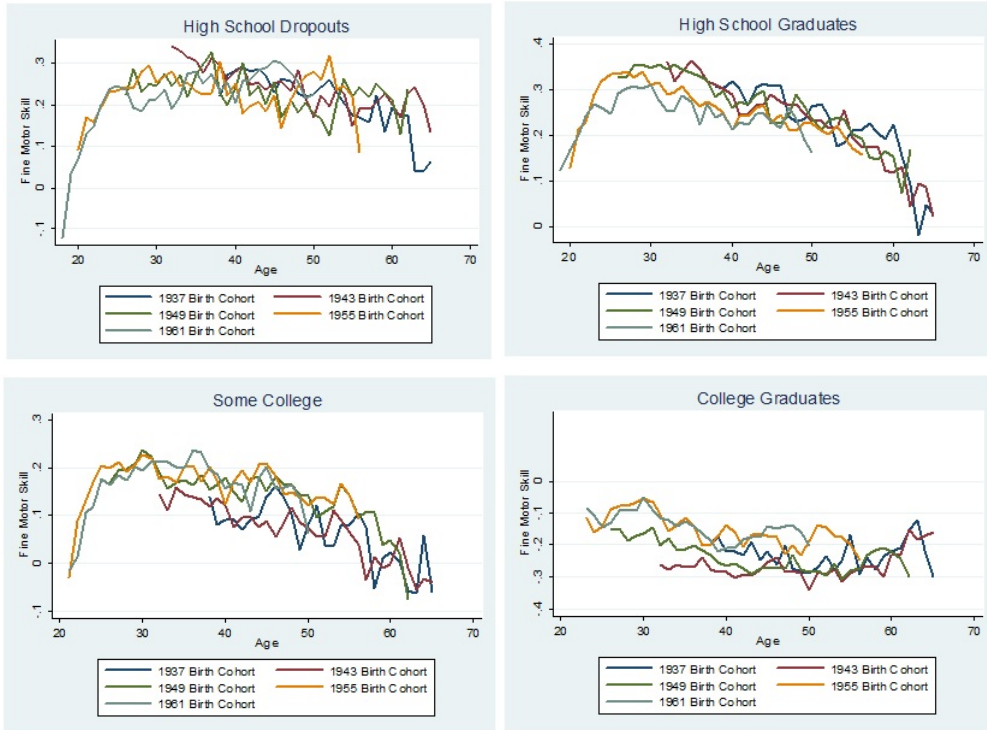 High School Dropouts
Fine Motor Skill
.3
.2
.1
0
-.1
20 30 40 50 60 70
Age
1937 Birth Cohort 1943 Birth Cohort
1949 Birth Cohort 1955 Birth Cohort
1961 Birth Cohort
High School Graduates
Fine Motor Skill
.4
.3
.2
.1
0
20 30 40 50 60 70
Age
1937 Birth Cohort 1943 Birth Cohort
1949 Birth Cohort 1955 Birth Cohort
1961 Birth Cohort
Some College
Fine Motor Skill
.3
.2
.1
0
-.1
20 30 40 50 60 70
Age
1937 Birth Cohort 1943 Birth Cohort
1949 Birth Cohort 1955 Birth Cohort
1961 Birth Cohort
College Graduates
Fine Motor Skill
0
-.1
-.2
-.3
-.4
20 30 40 50 60 70
Age
1937 Birth Cohort 1943 Birth Cohort
1949 Birth Cohort 1955 Birth Cohort
1961 Birth Cohort